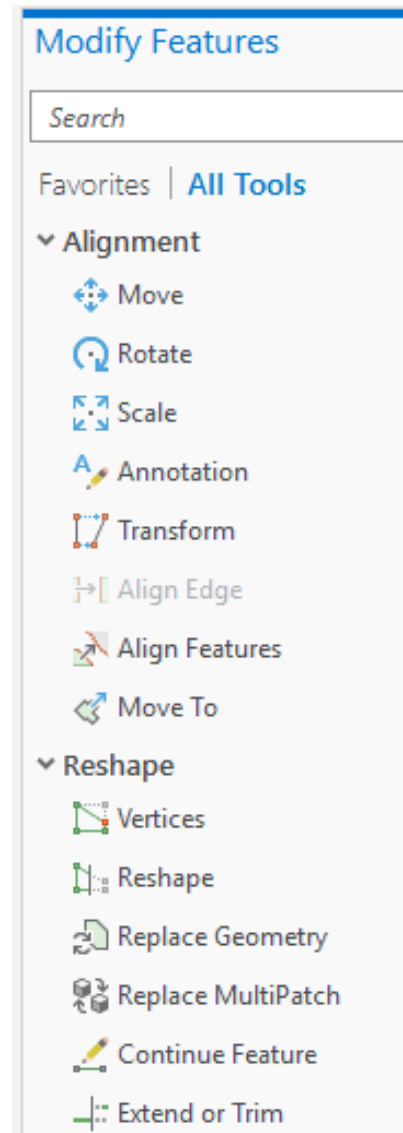 Modify Features
Search
Favorites | All Tools
Alignment
Move
Rotate
Scale
Annotation
Transform
Align Edge
Align Features
Move To
Reshape
Vertices
Reshape
Replace Geometry
Replace MultiPatch
Continue Feature
Extend or Trim